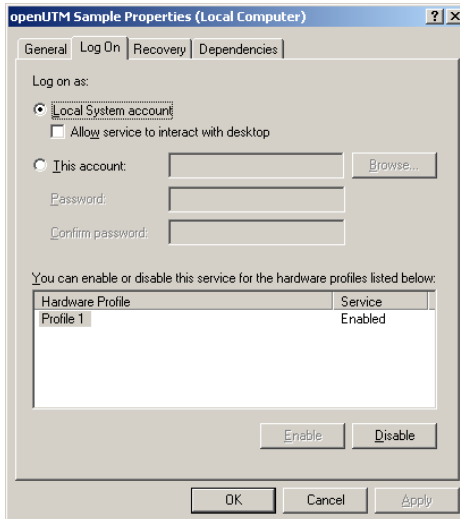 openUTM Sample Properties (Local Computer)
General Log On Recovery Dependencies
Log on as:
Local System account
Allow service to interact with desktop
This account: Browse...
Password:
Confirm password:
You can enable or disable this service for the hardware profiles listed below:
Hardware Profile Service
Profile 1 Enabled
Enable Disable
OK Cancel Apply